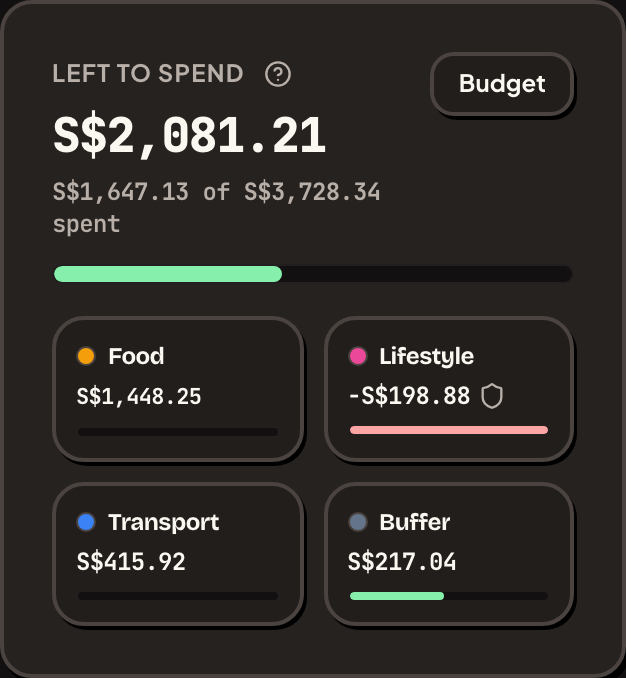 LEFT TO SPEND
Budget
S$2,081.21
S$1,647.13 of S$3,728.34
spent
Food
S$1,448.25
Lifestyle
-S$198.88
Transport
S$415.92
Buffer
S$217.04